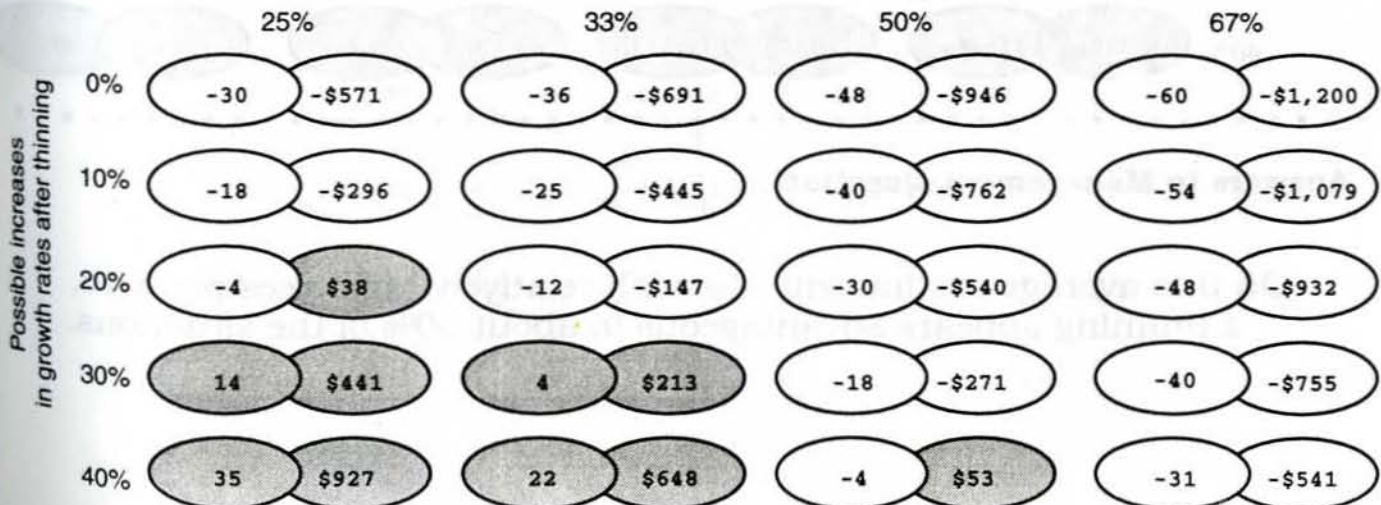 25% 33% 50% 67%
Possible increases
in growth rates after thinning
0% -30 -$571 -36 -$691 -48 -$946 -60 -$1,200
10% -18 -$296 -25 -$445 -40 -$762 -54 -$1,079
20% -4 $38 -12 -$147 -30 -$540 -48 -$932
30% 14 $441 4 $213 -18 -$271 -40 -$755
40% 35 $927 22 $648 -4 $53 -31 -$541